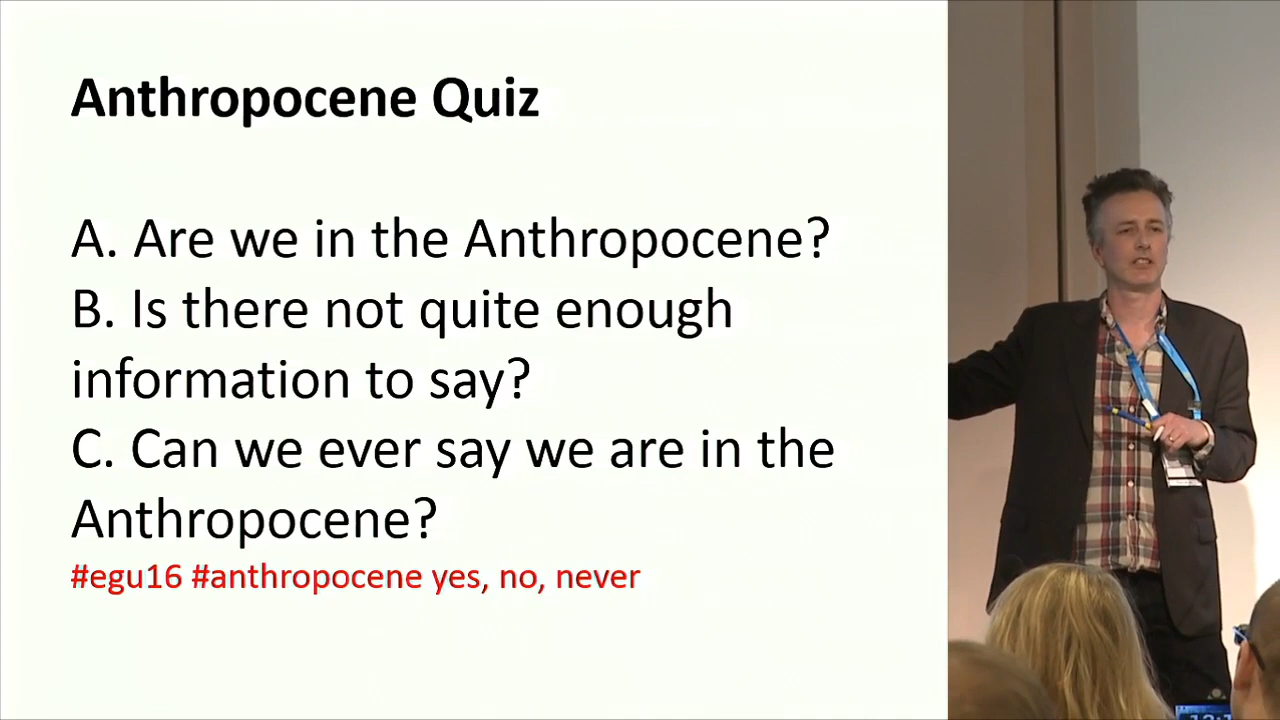 Anthropocene Quiz
A. Are we in the Anthropocene?
B. Is there not quite enough
information to say?
C. Can we ever say we are in the
Anthropocene?
#egu16 #anthropocene yes, no, never